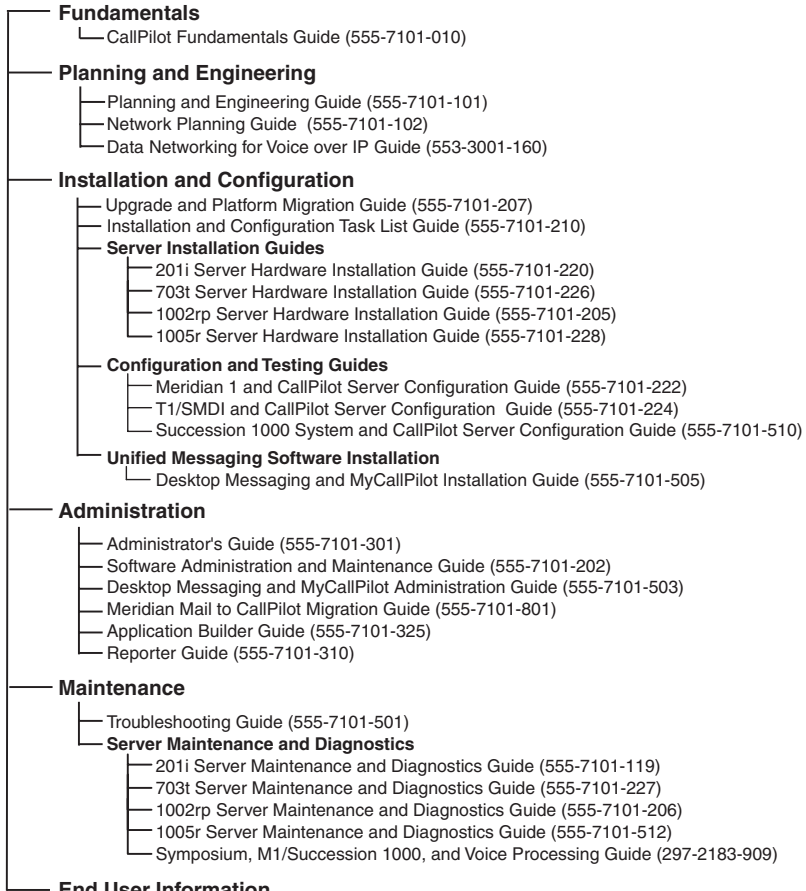 Fundamentals
CallPilot Fundamentals Guide (555-7101-010)
Planning and Engineering
Planning and Engineering Guide (555-7101-101)
Network Planning Guide (555-7101-102)
Data Networking for Voice over IP Guide (553-3001-160)
Installation and Configuration
Upgrade and Platform Migration Guide (555-7101-207)
Installation and Configuration Task List Guide (555-7101-210)
Server Installation Guides
201i Server Hardware Installation Guide (555-7101-220)
703t Server Hardware Installation Guide (555-7101-226)
1002rp Server Hardware Installation Guide (555-7101-205)
1005r Server Hardware Installation Guide (555-7101-228)
Configuration and Testing Guides
Meridian 1 and CallPilot Server Configuration Guide (555-7101-222)
T1/SMDI and CallPilot Server Configuration Guide (555-7101-224)
Succession 1000 System and CallPilot Server Configuration Guide (555-7101-510)
Unified Messaging Software Installation
Desktop Messaging and MyCallPilot Installation Guide (555-7101-505)
Administration
Administrator's Guide (555-7101-301)
Software Administration and Maintenance Guide (555-7101-202)
Desktop Messaging and MyCallPilot Administration Guide (555-7101-503)
Meridian Mail to CallPilot Migration Guide (555-7101-801)
Application Builder Guide (555-7101-325)
Reporter Guide (555-7101-310)
Maintenance
Troubleshooting Guide (555-7101-501)
Server Maintenance and Diagnostics
201i Server Maintenance and Diagnostics Guide (555-7101-119)
703t Server Maintenance and Diagnostics Guide (555-7101-227)
1002rp Server Maintenance and Diagnostics Guide (555-7101-206)
1005r Server Maintenance and Diagnostics Guide (555-7101-512)
Symposium, M1/Succession 1000, and Voice Processing Guide (297-2183-909)
End User Information